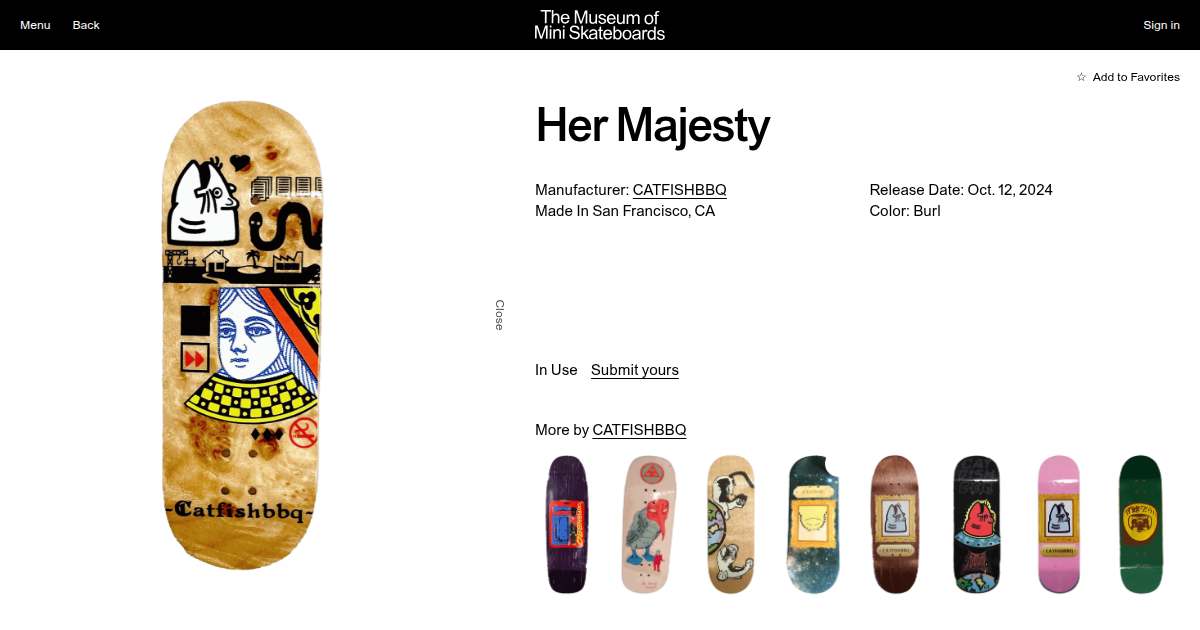 Menu
Back
The Museum of
Mini Skateboards
Sign in
☆ Add to Favorites
Her Majesty
Manufacturer: CATFISHBBQ
Made In San Francisco, CA
Release Date: Oct. 12, 2024
Color: Burl
Close
In Use
Submit yours
More by CATFISHBBQ
-Catfishbbq-